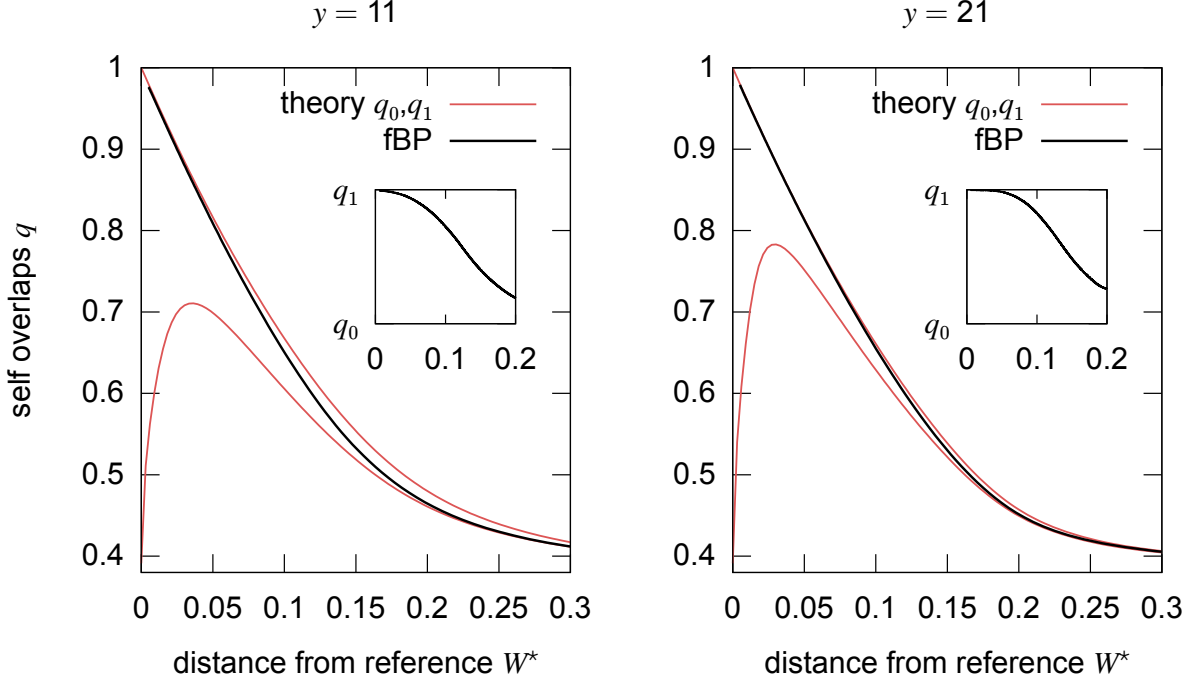 y = 11
self overlaps q
1
0.9
0.8
0.7
0.6
0.5
0.4
theory q₀,q₁
fBP
q₁
q₀
0 0.1 0.2
0 0.05 0.1 0.15 0.2 0.25 0.3
distance from reference W⋆
y = 21
1
0.9
0.8
0.7
0.6
0.5
0.4
theory q₀,q₁
fBP
q₁
q₀
0 0.1 0.2
0 0.05 0.1 0.15 0.2 0.25 0.3
distance from reference W⋆